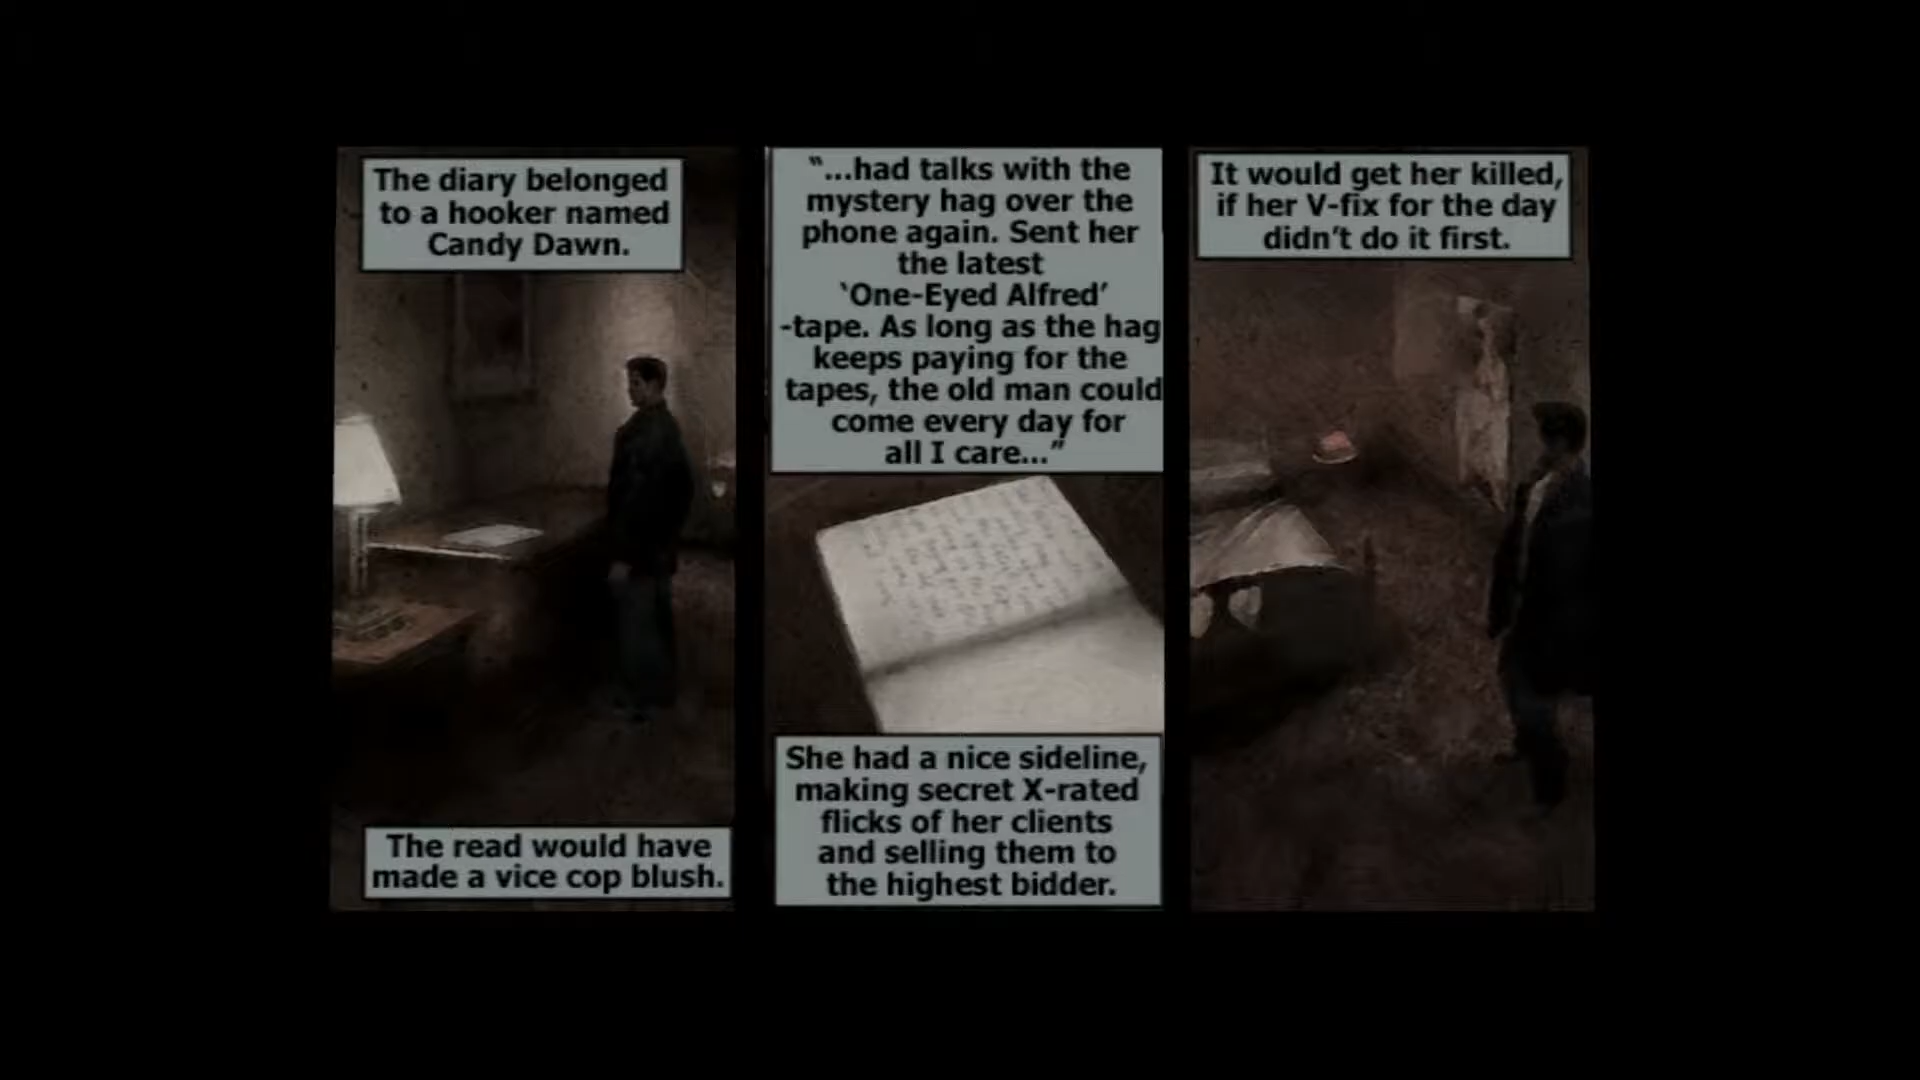 The diary belonged
to a hooker named
Candy Dawn.
The read would have
made a vice cop blush.
“...had talks with the
mystery hag over the
phone again. Sent her
the latest
‘One-Eyed Alfred’
-tape. As long as the hag
keeps paying for the
tapes, the old man could
come every day for
all I care...”
She had a nice sideline,
making secret X-rated
flicks of her clients
and selling them to
the highest bidder.
It would get her killed,
if her V-fix for the day
didn’t do it first.